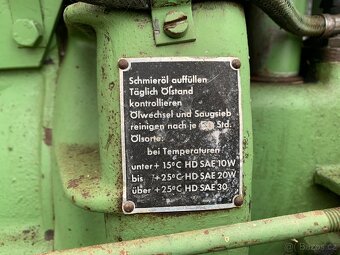 Schmieröl auffüllen
Täglich Ölstand
kontrollieren
Ölwechsel und Saugsieb
reinigen nach je Std.
Ölsorte:
bei Temperaturen
unter + 15°C HD SAE 10W
bis + 25°C HD SAE 20W
über + 25°C HD SAE 30